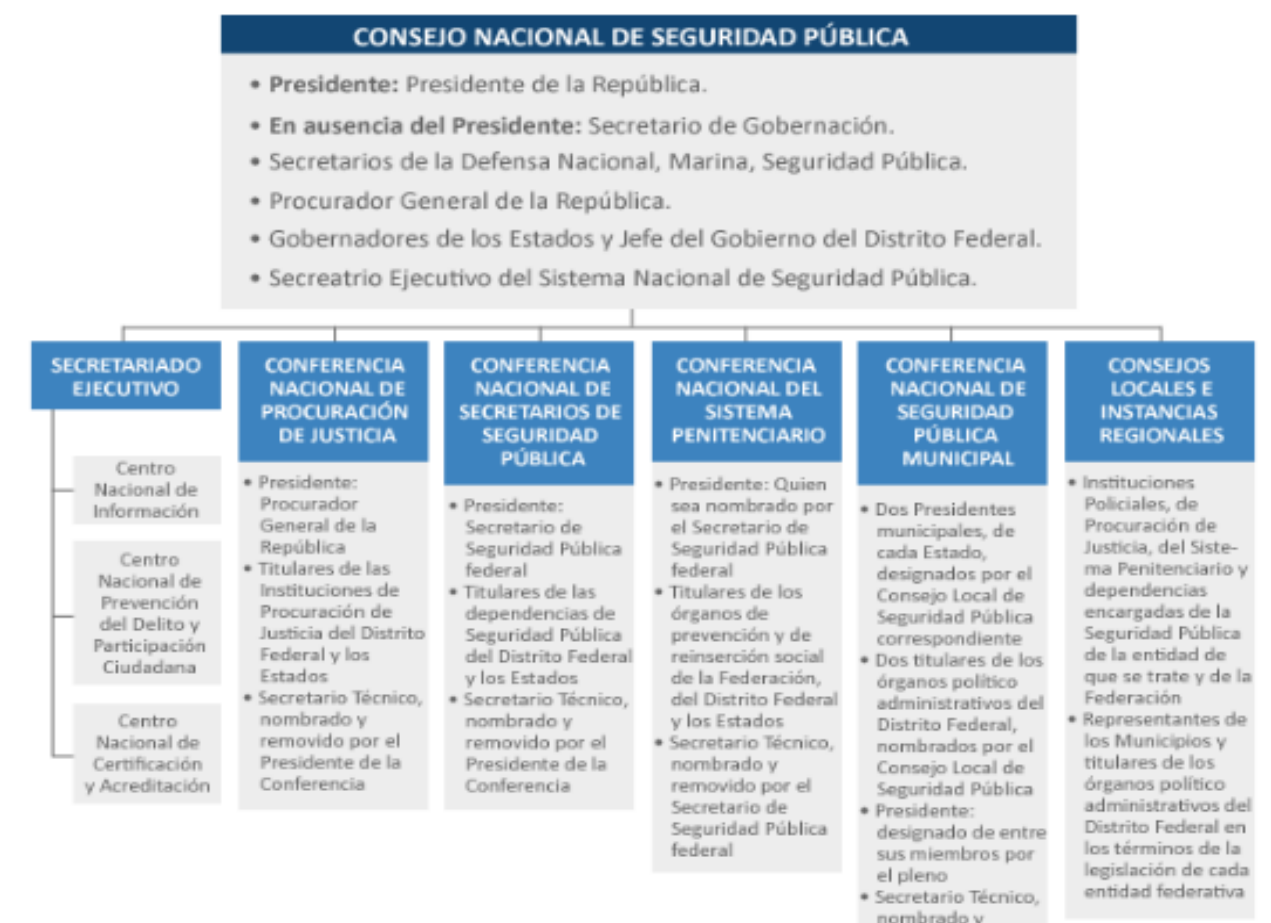 CONSEJO NACIONAL DE SEGURIDAD PÚBLICA
• Presidente: Presidente de la República.
• En ausencia del Presidente: Secretario de Gobernación.
• Secretarios de la Defensa Nacional, Marina, Seguridad Pública.
• Procurador General de la República.
• Gobernadores de los Estados y Jefe del Gobierno del Distrito Federal.
• Secreatrio Ejecutivo del Sistema Nacional de Seguridad Pública.
SECRETARIADO
EJECUTIVO
Centro
Nacional de
Información
Centro
Nacional de
Prevención
del Delito y
Participación
Ciudadana
Centro
Nacional de
Certificación
y Acreditación
CONFERENCIA
NACIONAL DE
PROCURACIÓN
DE JUSTICIA
• Presidente:
Procurador
General de la
República
• Titulares de las
Instituciones de
Procuración de
Justicia del Distrito
Federal y los
Estados
• Secretario Técnico,
nombrado y
removido por el
Presidente de la
Conferencia
CONFERENCIA
NACIONAL DE
SECRETARIOS DE
SEGURIDAD
PÚBLICA
• Presidente:
Secretario de
Seguridad Pública
federal
• Titulares de las
dependencias de
Seguridad Pública
del Distrito Federal
y los Estados
• Secretario Técnico,
nombrado y
removido por el
Presidente de la
Conferencia
CONFERENCIA
NACIONAL DEL
SISTEMA
PENITENCIARIO
• Presidente: Quien
sea nombrado por
el Secretario de
Seguridad Pública
federal
• Titulares de los
órganos de
prevención y de
reinserción social
de la Federación,
del Distrito Federal
y los Estados
• Secretario Técnico,
nombrado y
removido por el
Secretario de
Seguridad Pública
federal
CONFERENCIA
NACIONAL DE
SEGURIDAD
PÚBLICA
MUNICIPAL
• Dos Presidentes
municipales, de
cada Estado,
designados por el
Consejo Local de
Seguridad Pública
correspondiente
• Dos titulares de los
órganos político
administrativos del
Distrito Federal,
nombrados por el
Consejo Local de
Seguridad Pública
• Presidente:
designado de entre
sus miembros por
el pleno
• Secretario Técnico,
nombrado y
CONSEJOS
LOCALES E
INSTANCIAS
REGIONALES
• Instituciones
Policiales, de
Procuración de
Justicia, del Siste-
ma Penitenciario y
dependencias
encargadas de la
Seguridad Pública
de la entidad de
que se trate y de la
Federación
• Representantes de
los Municipios y
titulares de los
órganos político
administrativos del
Distrito Federal en
los términos de la
legislación de cada
entidad federativa